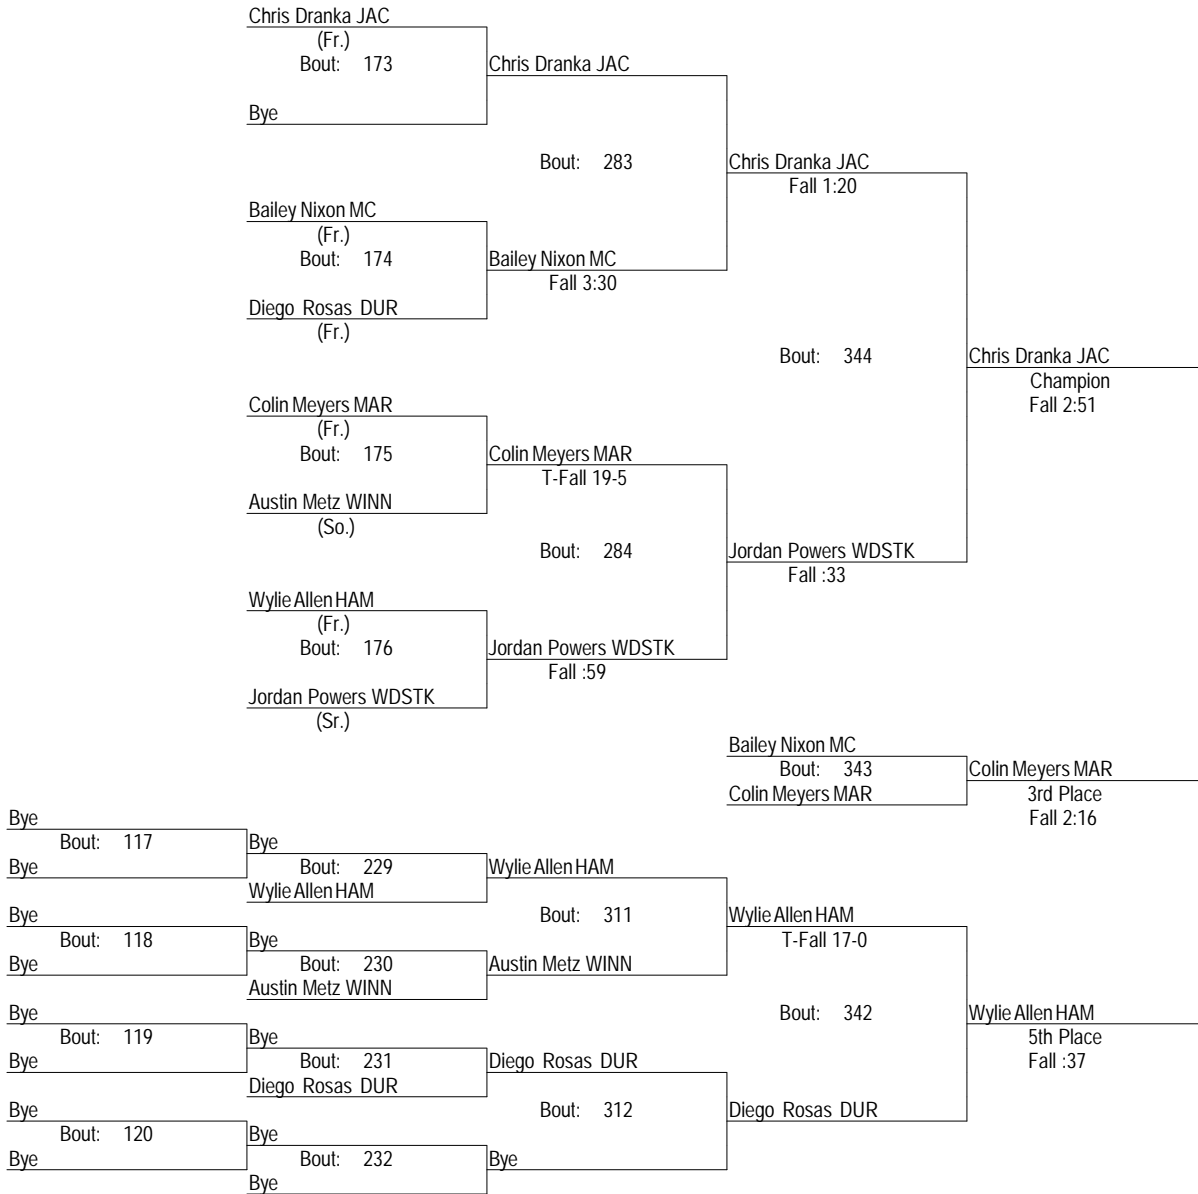 Chris Dranka JAC
(Fr.)
Bout: 173
Chris Dranka JAC
Bye
Bout: 283
Chris Dranka JAC
Fall 1:20
Bailey Nixon MC
(Fr.)
Bout: 174
Bailey Nixon MC
Fall 3:30
Diego Rosas DUR
(Fr.)
Bout: 344
Chris Dranka JAC
Champion
Fall 2:51
Colin Meyers MAR
(Fr.)
Bout: 175
Colin Meyers MAR
T-Fall 19-5
Austin Metz WINN
(So.)
Bout: 284
Jordan Powers WDSTK
Fall :33
Wylie Allen HAM
(Fr.)
Bout: 176
Jordan Powers WDSTK
Fall :59
Jordan Powers WDSTK
(Sr.)
Bailey Nixon MC
Bout: 343
Colin Meyers MAR
Colin Meyers MAR
3rd Place
Fall 2:16
Bye
Bout: 117
Bye
Bye
Bout: 229
Wylie Allen HAM
Wylie Allen HAM
Bye
Bout: 118
Bye
Bout: 311
Wylie Allen HAM
T-Fall 17-0
Bye
Bout: 230
Austin Metz WINN
Austin Metz WINN
Bye
Bout: 119
Bye
Bout: 342
Wylie Allen HAM
5th Place
Fall :37
Bye
Bout: 231
Diego Rosas DUR
Diego Rosas DUR
Bye
Bout: 120
Bye
Bout: 312
Diego Rosas DUR
Bye
Bout: 232
Bye
Bye